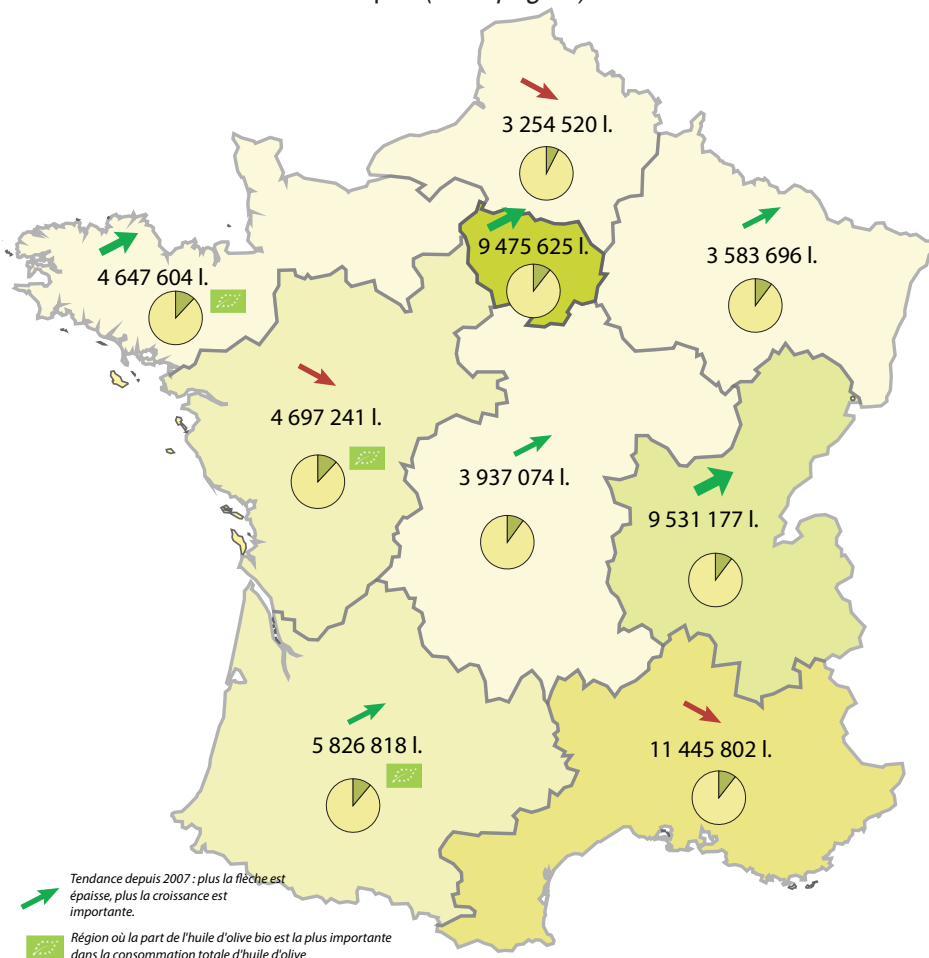 3 254 520 l.
9 475 625 l.
3 583 696 l.
4 647 604 l.
4 697 241 l.
3 937 074 l.
9 531 177 l.
5 826 818 l.
11 445 802 l.
Tendance depuis 2007 : plus la flèche est
épaisse, plus la croissance est
importante.
Région où la part de l'huile d'olive bio est la plus importante
dans la consommation totale d'huile d'olive